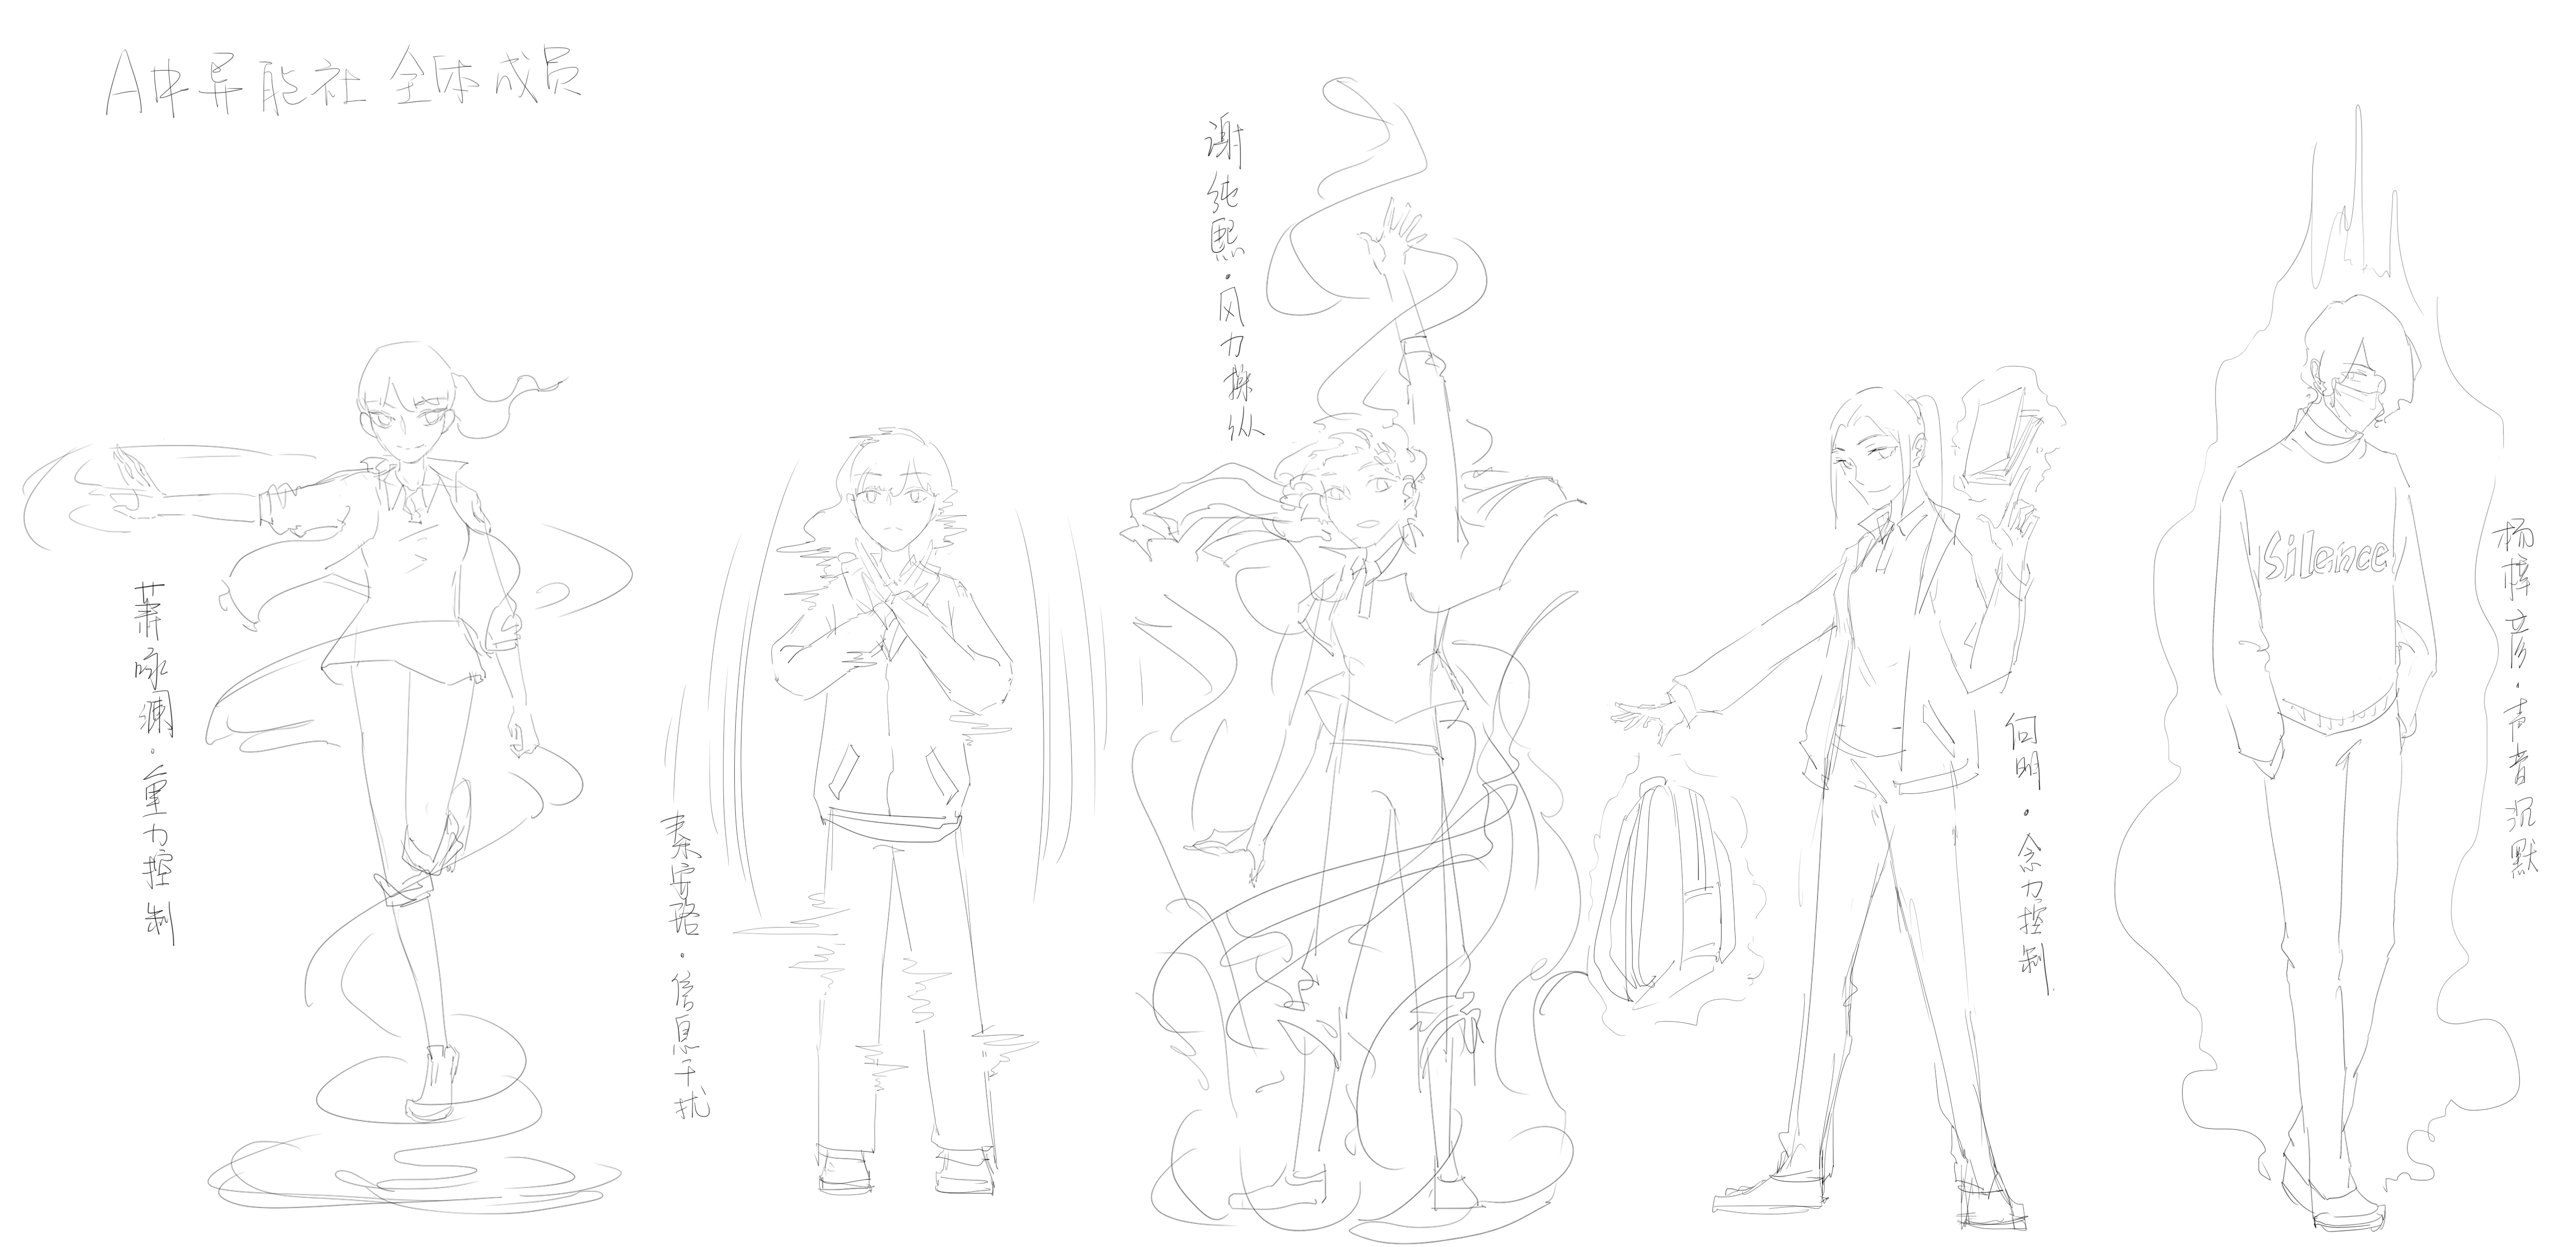 A中异能社 全体成员
萧咏澜·重力控制
秦安路·信息干扰
谢纯熙·风力操纵
何明·念力控制
Silence
杨梓彦·声音沉默